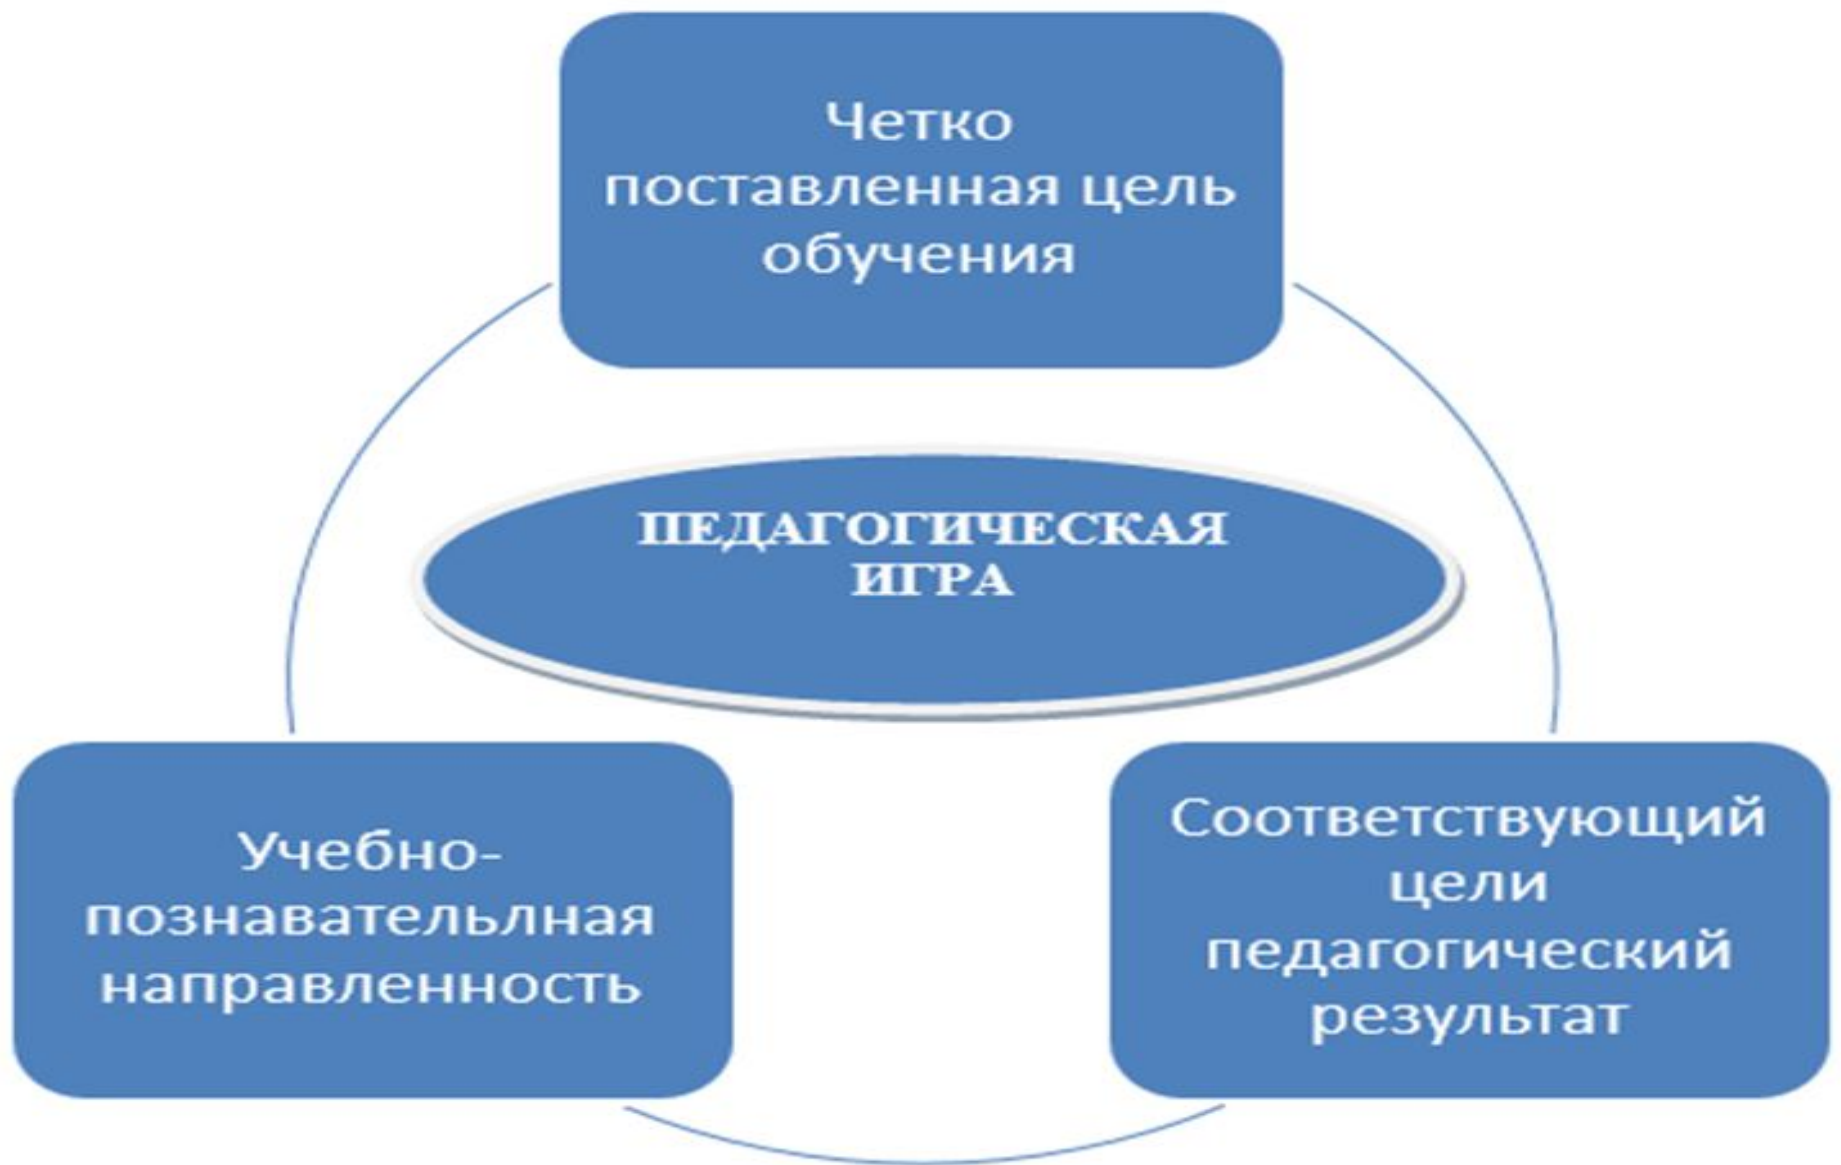 Четко
поставленная цель
обучения
ПЕДАГОГИЧЕСКАЯ
ИГРА
Учебно-
познавательлная
направленность
Соответствующий
цели
педагогический
результат